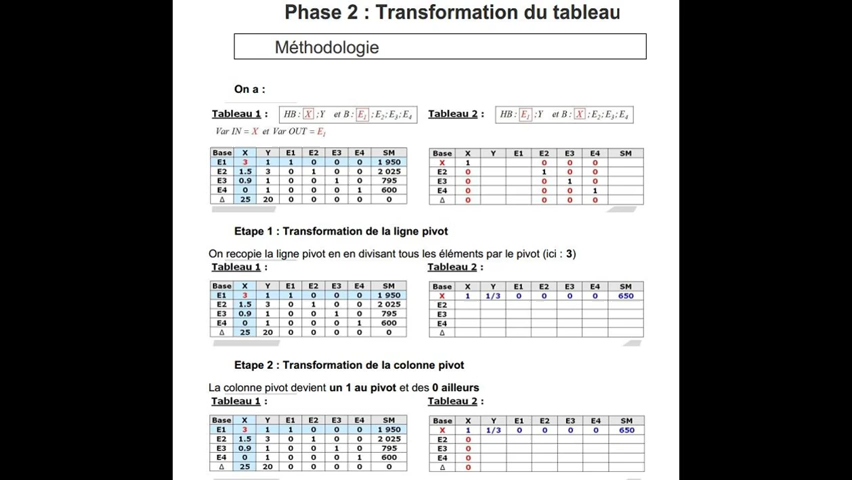 Phase 2 : Transformation du tableau
Méthodologie
On a :
Tableau 1 : HB : X ;Y et B : E1 ;E2;E3;E4
Var IN = X et Var OUT = E1
Base X Y E1 E2 E3 E4 SM
E1 3 1 1 0 0 0 1 950
E2 1.5 3 0 1 0 0 2 025
E3 0.9 1 0 0 1 0 795
E4 0 1 0 0 0 1 600
Δ 25 20 0 0 0 0 0
Tableau 2 : HB : E1 ;Y et B : X ;E2;E3;E4
Base X Y E1 E2 E3 E4 SM
X 1 0 0 0
E2 0 1 0 0
E3 0 0 1 0
E4 0 0 0 1
Δ 0 0 0 0
Etape 1 : Transformation de la ligne pivot
On recopie la ligne pivot en en divisant tous les éléments par le pivot (ici : 3)
Tableau 1 :
Base X Y E1 E2 E3 E4 SM
E1 3 1 1 0 0 0 1 950
E2 1.5 3 0 1 0 0 2 025
E3 0.9 1 0 0 1 0 795
E4 0 1 0 0 0 1 600
Δ 25 20 0 0 0 0 0
Tableau 2 :
Base X Y E1 E2 E3 E4 SM
X 1 1/3 0 0 0 0 650
E2
E3
E4
Δ
Etape 2 : Transformation de la colonne pivot
La colonne pivot devient un 1 au pivot et des 0 ailleurs
Tableau 1 :
Base X Y E1 E2 E3 E4 SM
E1 3 1 1 0 0 0 1 950
E2 1.5 3 0 1 0 0 2 025
E3 0.9 1 0 0 1 0 795
E4 0 1 0 0 0 1 600
Δ 25 20 0 0 0 0 0
Tableau 2 :
Base X Y E1 E2 E3 E4 SM
X 1 1/3 0 0 0 0 650
E2 0
E3 0
E4 0
Δ 0